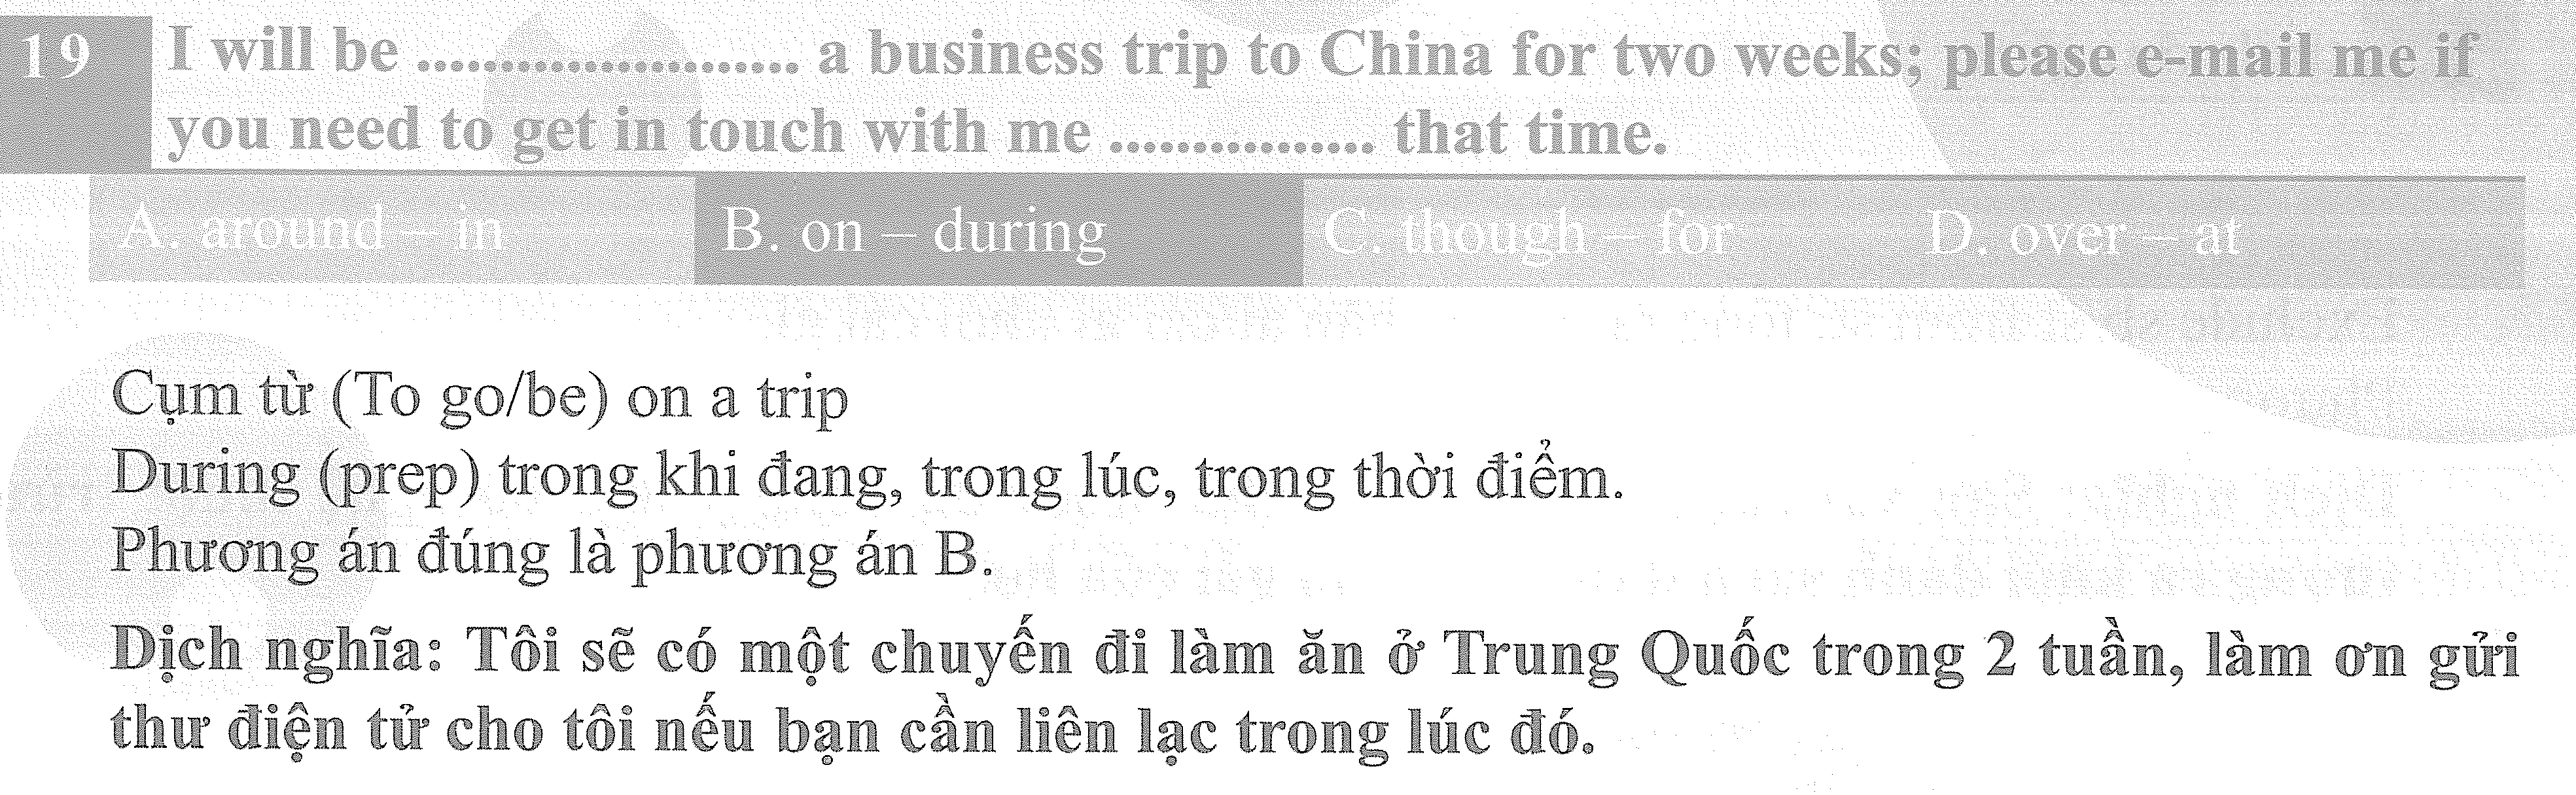 19 I will be ....................... a business trip to China for two weeks; please e-mail me if
you need to get in touch with me ................ that time.
A. around – in B. on – during C. though – for D. over – at
Cụm từ (To go/be) on a trip
During (prep) trong khi đang, trong lúc, trong thời điểm.
Phương án đúng là phương án B.
Dịch nghĩa: Tôi sẽ có một chuyến đi làm ăn ở Trung Quốc trong 2 tuần, làm ơn gửi
thư điện tử cho tôi nếu bạn cần liên lạc trong lúc đó.